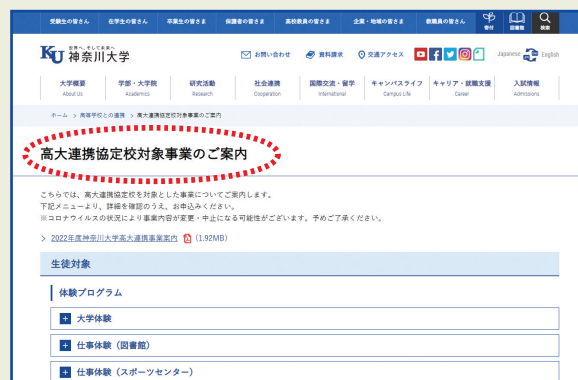 受験生の皆さん 在学生の皆さん 卒業生の皆さま 保護者の皆さま 高校教員の皆さま 企業・地域の皆さま 教職員の皆さん 寄付 図書館 検索
KU 世界へ、そして未来へ
神奈川大学
お問い合わせ 資料請求 交通アクセス Japanese English
大学概要 学部・大学院 研究活動 社会連携 国際交流・留学 キャンパスライフ キャリア・就職支援 入試情報
About Us Academics Research Cooperation International Campus Life Career Admissions
ホーム > 高等学校との連携 > 高大連携協定校対象事業のご案内
高大連携協定校対象事業のご案内
こちらでは、高大連携協定校を対象とした事業についてご案内します。
下記メニューより、詳細を確認のうえ、お申込みください。
※コロナウイルスの状況により事業内容が変更・中止になる可能性がございます。予めご了承ください。
> 2022年度神奈川大学高大連携事業案内 (1.92MB)
生徒対象
体験プログラム
+ 大学体験
+ 仕事体験（図書館）
+ 仕事体験（スポーツセンター）